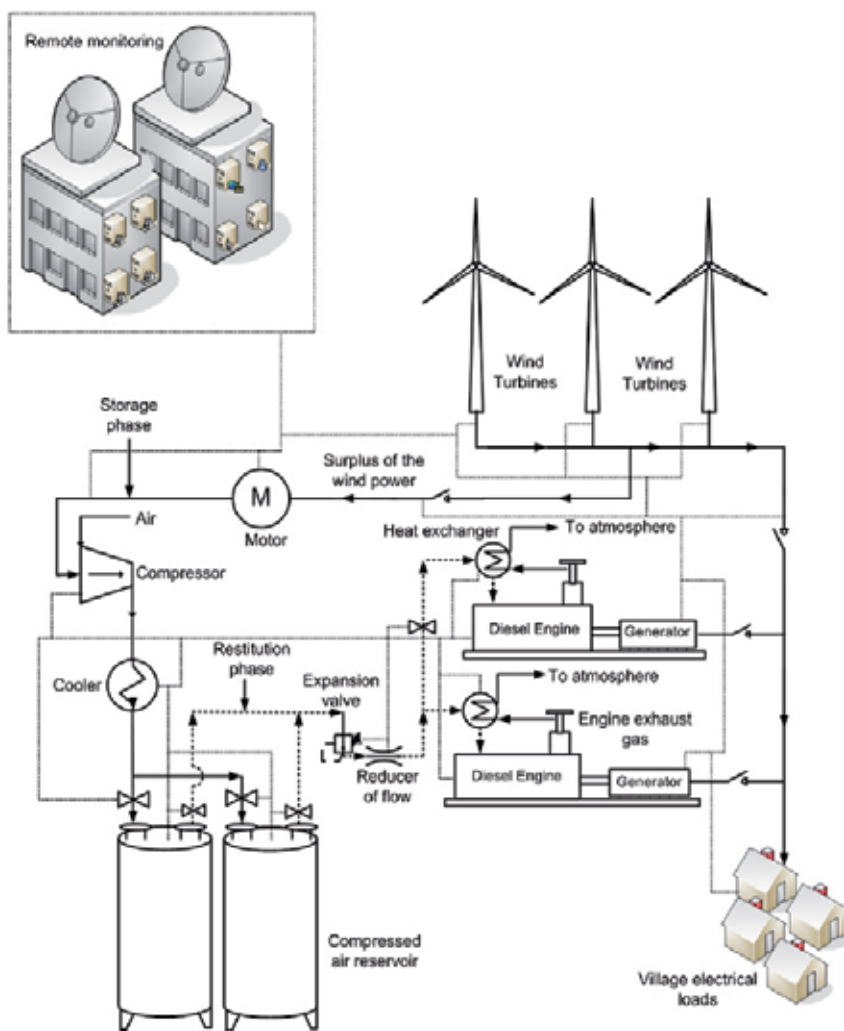 Remote monitoring
Wind
Turbines
Wind
Turbines
Storage
phase
Surplus of the
wind power
M
Air
Motor
Heat exchanger
To atmosphere
Compressor
Diesel Engine
Generator
Restitution
phase
Cooler
Expansion
valve
To atmosphere
Engine exhaust
gas
Reducer
of flow
Diesel Engine
Generator
Compressed
air reservoir
Village electrical
loads